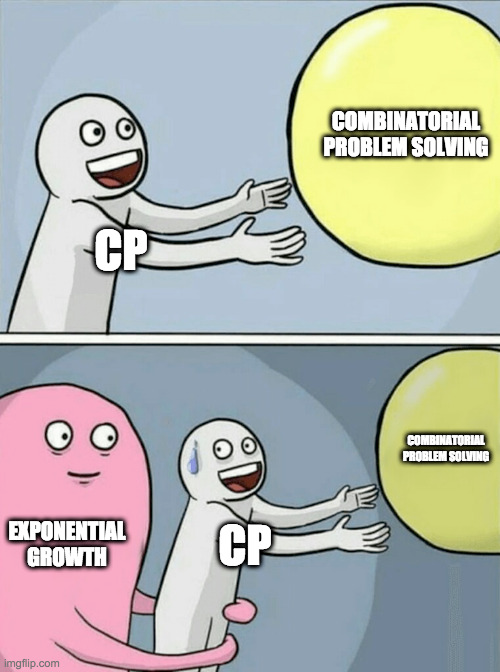 COMBINATORIAL
PROBLEM SOLVING
CP
COMBINATORIAL
PROBLEM SOLVING
EXPONENTIAL
GROWTH
CP
imgflip.com